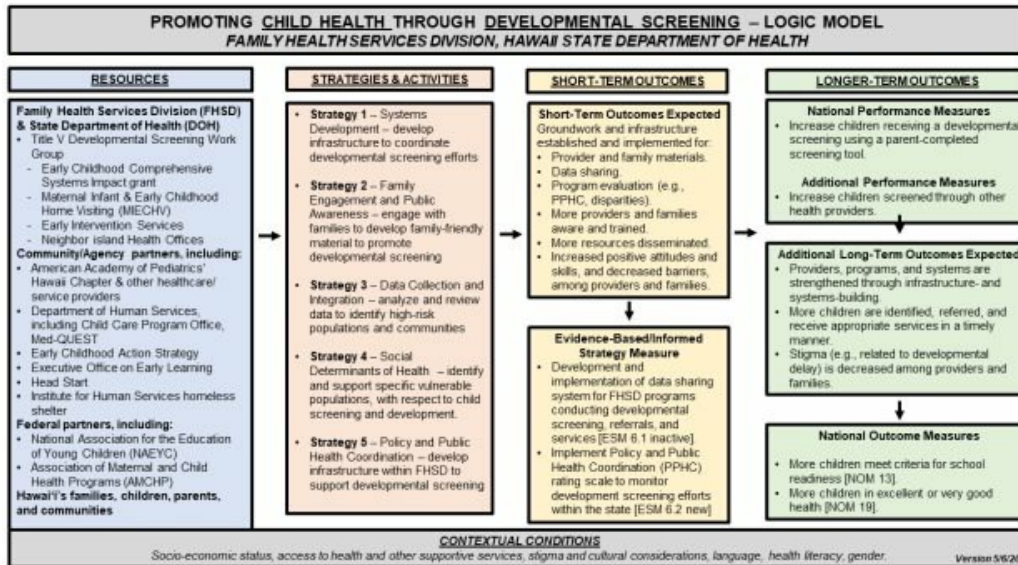 PROMOTING CHILD HEALTH THROUGH DEVELOPMENTAL SCREENING – LOGIC MODEL
FAMILY HEALTH SERVICES DIVISION, HAWAII STATE DEPARTMENT OF HEALTH
RESOURCES
Family Health Services Division (FHSD)
& State Department of Health (DOH)
• Title V Developmental Screening Work
Group
- Early Childhood Comprehensive
Systems Impact grant
- Maternal Infant & Early Childhood
Home Visiting (MIECHV)
- Early Intervention Services
- Neighbor island Health Offices
Community/Agency partners, including:
• American Academy of Pediatrics'
Hawaii Chapter & other healthcare/
service providers
• Department of Human Services,
including Child Care Program Office,
Med-QUEST
• Early Childhood Action Strategy
• Executive Office on Early Learning
• Head Start
• Institute for Human Services homeless
shelter
Federal partners, including:
• National Association for the Education
of Young Children (NAEYC)
• Association of Maternal and Child
Health Programs (AMCHP)
Hawai'i's families, children, parents,
and communities
STRATEGIES & ACTIVITIES
• Strategy 1 – Systems
Development – develop
infrastructure to coordinate
developmental screening efforts
• Strategy 2 – Family
Engagement and Public
Awareness – engage with
families to develop family-friendly
material to promote
developmental screening
• Strategy 3 – Data Collection and
Integration – analyze and review
data to identify high-risk
populations and communities
• Strategy 4 – Social
Determinants of Health – identify
and support specific vulnerable
populations, with respect to child
screening and development.
• Strategy 5 – Policy and Public
Health Coordination – develop
infrastructure within FHSD to
support developmental screening
SHORT-TERM OUTCOMES
Short-Term Outcomes Expected
Groundwork and infrastructure
established and implemented for:
• Provider and family materials.
• Data sharing.
• Program evaluation (e.g.,
PPHC, disparities).
• More providers and families
aware and trained.
• More resources disseminated.
• Increased positive attitudes and
skills, and decreased barriers,
among providers and families.
Evidence-Based/Informed
Strategy Measure
• Development and
implementation of data sharing
system for FHSD programs
conducting developmental
screening, referrals, and
services [ESM 6.1 inactive].
• Implement Policy and Public
Health Coordination (PPHC)
rating scale to monitor
development screening efforts
within the state [ESM 6.2 new]
LONGER-TERM OUTCOMES
National Performance Measures
• Increase children receiving a developmental
screening using a parent-completed
screening tool.
Additional Performance Measures
• Increase children screened through other
health providers.
Additional Long-Term Outcomes Expected
• Providers, programs, and systems are
strengthened through infrastructure- and
systems-building.
• More children are identified, referred, and
receive appropriate services in a timely
manner.
• Stigma (e.g., related to developmental
delay) is decreased among providers and
families.
National Outcome Measures
• More children meet criteria for school
readiness [NOM 13].
• More children in excellent or very good
health [NOM 19].
CONTEXTUAL CONDITIONS
Socio-economic status, access to health and other supportive services, stigma and cultural considerations, language, health literacy, gender.
Version 5/6/20